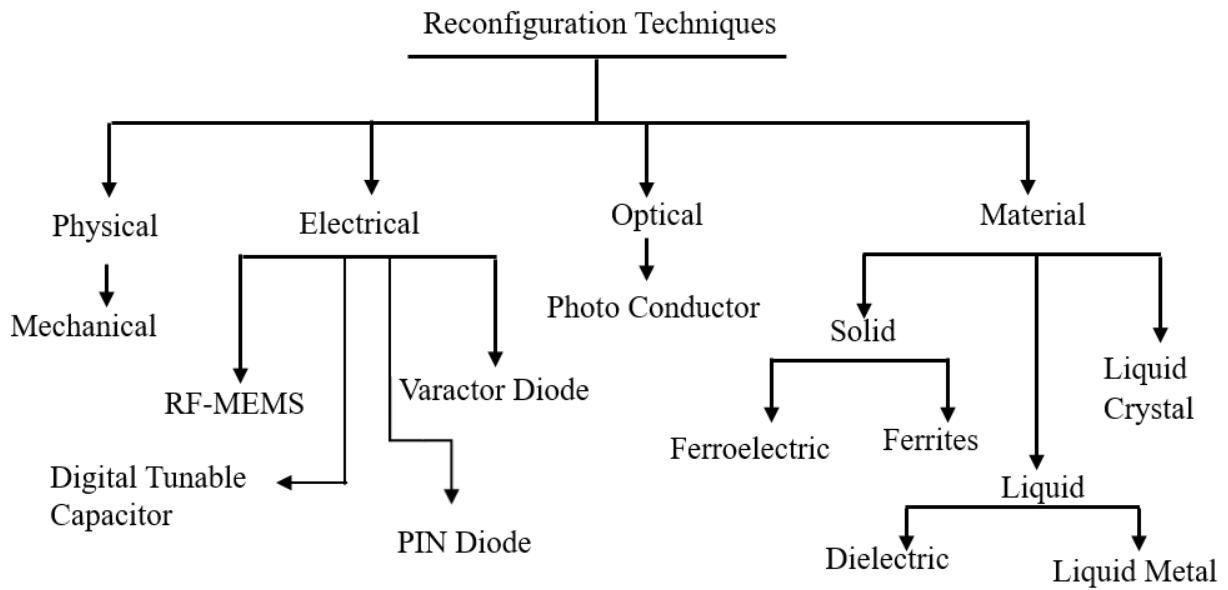 Reconfiguration Techniques
Physical
Electrical
Optical
Material
Mechanical
Photo Conductor
Solid
RF-MEMS
Varactor Diode
Liquid
Crystal
Ferroelectric
Ferrites
Digital Tunable
Capacitor
Liquid
PIN Diode
Dielectric
Liquid Metal